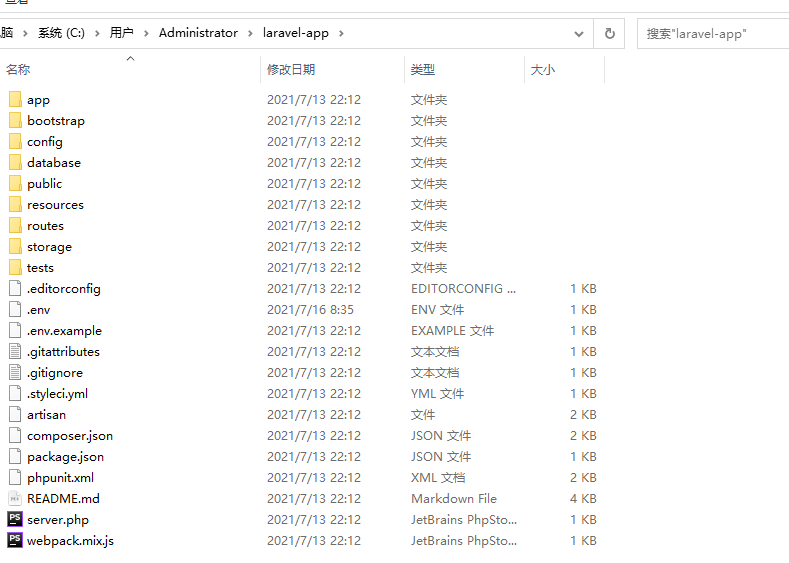 查看
脑 系统 (C:) 用户 Administrator laravel-app 搜索"laravel-app"
名称 修改日期 类型 大小
app 2021/7/13 22:12 文件夹
bootstrap 2021/7/13 22:12 文件夹
config 2021/7/13 22:12 文件夹
database 2021/7/13 22:12 文件夹
public 2021/7/13 22:12 文件夹
resources 2021/7/13 22:12 文件夹
routes 2021/7/13 22:12 文件夹
storage 2021/7/13 22:12 文件夹
tests 2021/7/13 22:12 文件夹
.editorconfig 2021/7/13 22:12 EDITORCONFIG ... 1 KB
.env 2021/7/16 8:35 ENV 文件 1 KB
.env.example 2021/7/13 22:12 EXAMPLE 文件 1 KB
.gitattributes 2021/7/13 22:12 文本文档 1 KB
.gitignore 2021/7/13 22:12 文本文档 1 KB
.styleci.yml 2021/7/13 22:12 YML 文件 1 KB
artisan 2021/7/13 22:12 文件 2 KB
composer.json 2021/7/13 22:12 JSON 文件 2 KB
package.json 2021/7/13 22:12 JSON 文件 1 KB
phpunit.xml 2021/7/13 22:12 XML 文档 2 KB
README.md 2021/7/13 22:12 Markdown File 4 KB
PS server.php 2021/7/13 22:12 JetBrains PhpSto... 1 KB
PS webpack.mix.js 2021/7/13 22:12 JetBrains PhpSto... 1 KB